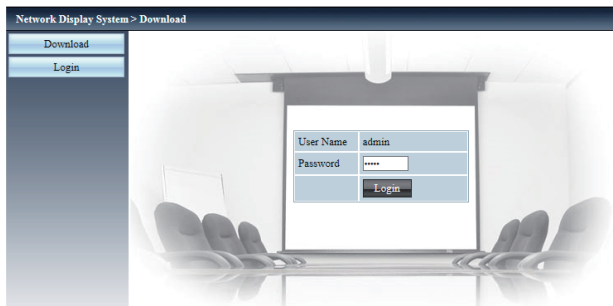 Network Display System > Download
Download
Login
User Name admin
Password •••••
Login